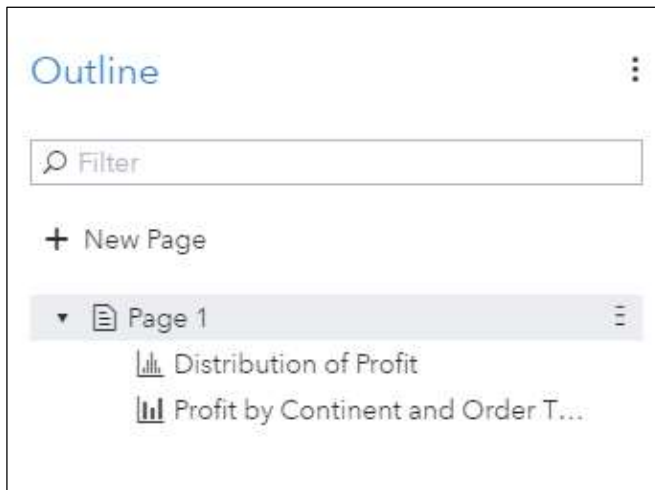 Outline
Filter
New Page
Page 1
Distribution of Profit
Profit by Continent and Order T...